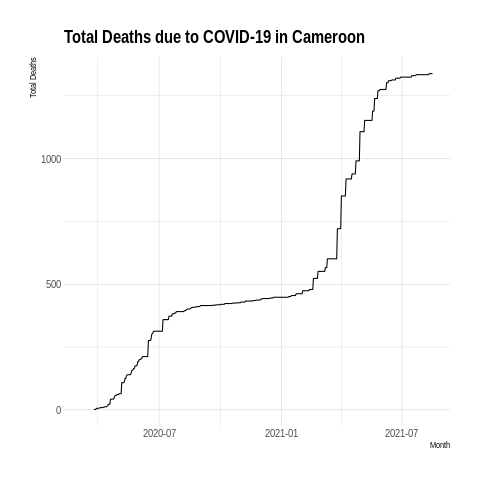 Total Deaths due to COVID-19 in Cameroon
Total Deaths
1000
500
0
2020-07
2021-01
2021-07
Month